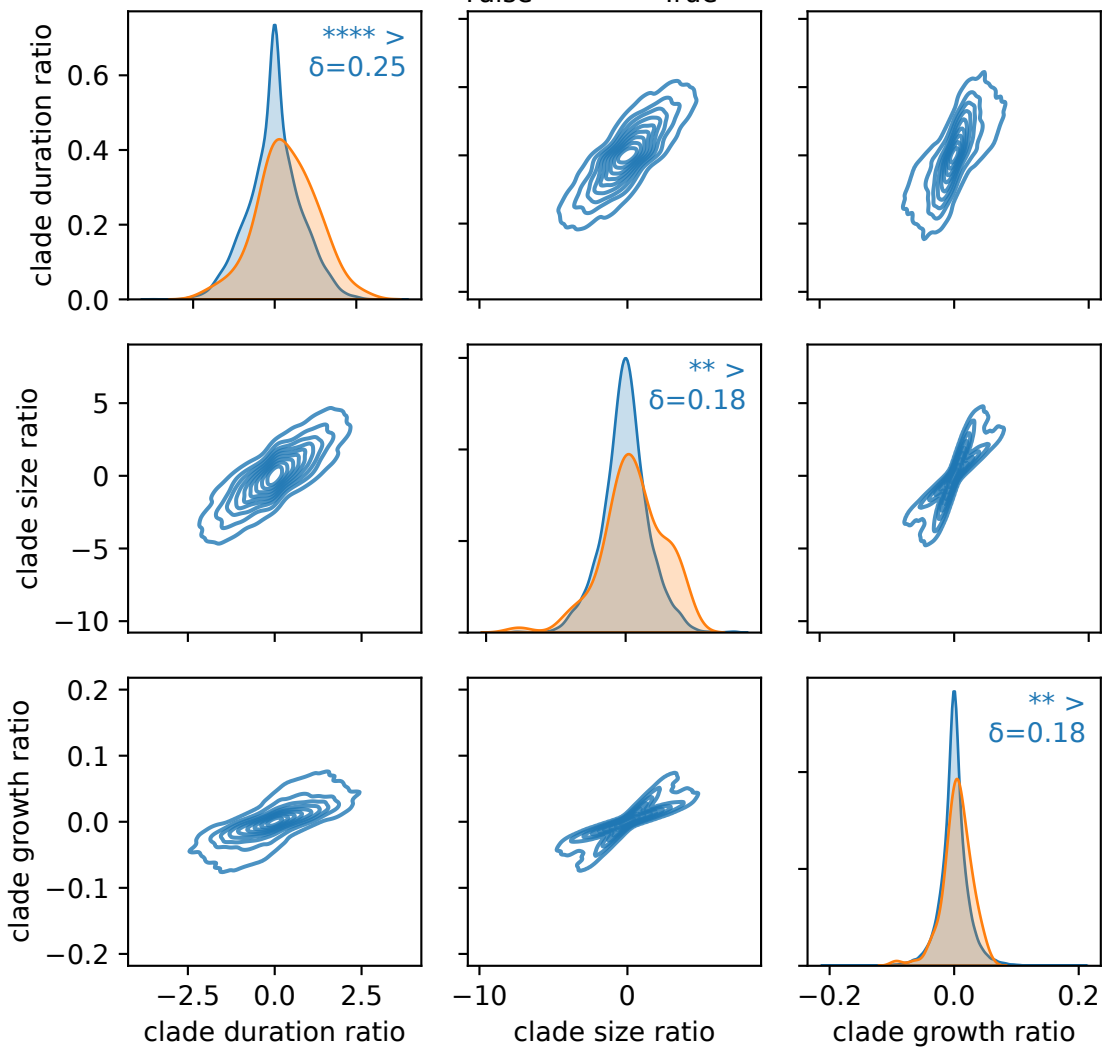 False True
clade duration ratio
0.6
0.4
0.2
0.0
**** >
δ=0.25
clade size ratio
5
0
−5
−10
** >
δ=0.18
clade growth ratio
0.2
0.1
0.0
−0.1
−0.2
** >
δ=0.18
−2.5 0.0 2.5
−10 0
−0.2 0.0 0.2
clade duration ratio
clade size ratio
clade growth ratio